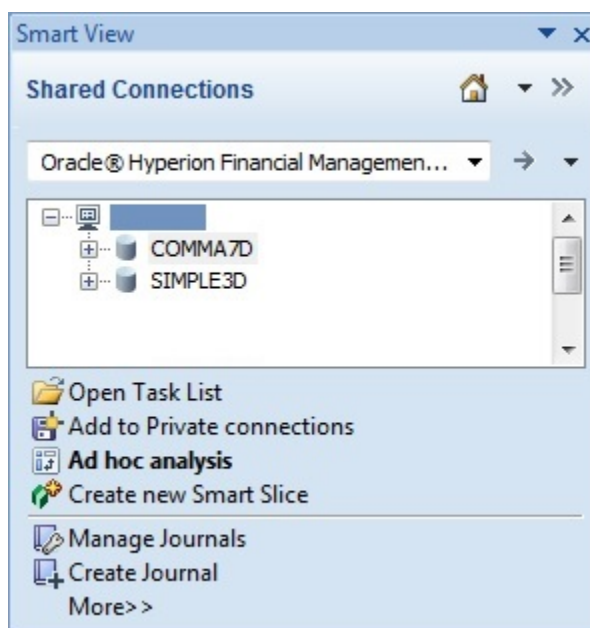 Smart View
Shared Connections
Oracle® Hyperion Financial Managemen...
COMMA7D
SIMPLE3D
Open Task List
Add to Private connections
Ad hoc analysis
Create new Smart Slice
Manage Journals
Create Journal
More>>